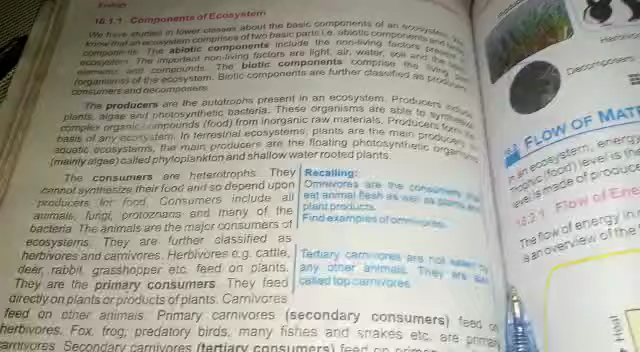 Ecology
16.1.1 Components of Ecosystem
We have studied in lower classes about the basic components of an ecosystem. We
know that an ecosystem comprises of two basic parts i.e. abiotic components and
components. The abiotic components include the non-living factors present
ecosystem. The important non-living factors are light, air, water, soil and the
elements and compounds. The biotic components comprise the living
(organisms) of the ecosystem. Biotic components are further classified as producers
consumers and decomposers.
The producers are the autotrophs present in an ecosystem. Producers include
plants, algae and photosynthetic bacteria. These organisms are able to synthesize
complex organic compounds (food) from inorganic raw materials. Producers form the
basis of any ecosystem. In terrestrial ecosystems, plants are the main producers. In
aquatic ecosystems, the main producers are the floating photosynthetic organisms
(mainly algae) called phytoplankton and shallow water rooted plants.
The consumers are heterotrophs. They
cannot synthesize their food and so depend upon
producers for food. Consumers include all
animals, fungi, protozoans and many of the
bacteria. The animals are the major consumers of
ecosystems. They are further classified as
herbivores and carnivores. Herbivores e.g. cattle,
deer, rabbit, grasshopper etc. feed on plants.
They are the primary consumers. They feed
directly on plants or products of plants. Carnivores
feed on other animals. Primary carnivores (secondary consumers) feed on
herbivores. Fox, frog, predatory birds, many fishes and snakes etc. are primary
carnivores. Secondary carnivores (tertiary consumers) feed on
Recalling:
Omnivores are the consumers that
eat animal flesh as well as plants and
plant products.
Find examples of omnivores.
Tertiary carnivores are not eaten by
any other animals. They are also
called top carnivores.
Decomposers
FLOW OF MAT
In an ecosystem, energy
Trophic (food) level is the
level is made of produce
16.2.1 Flow of Ene
The flow of energy in
is an overview of the
Heat